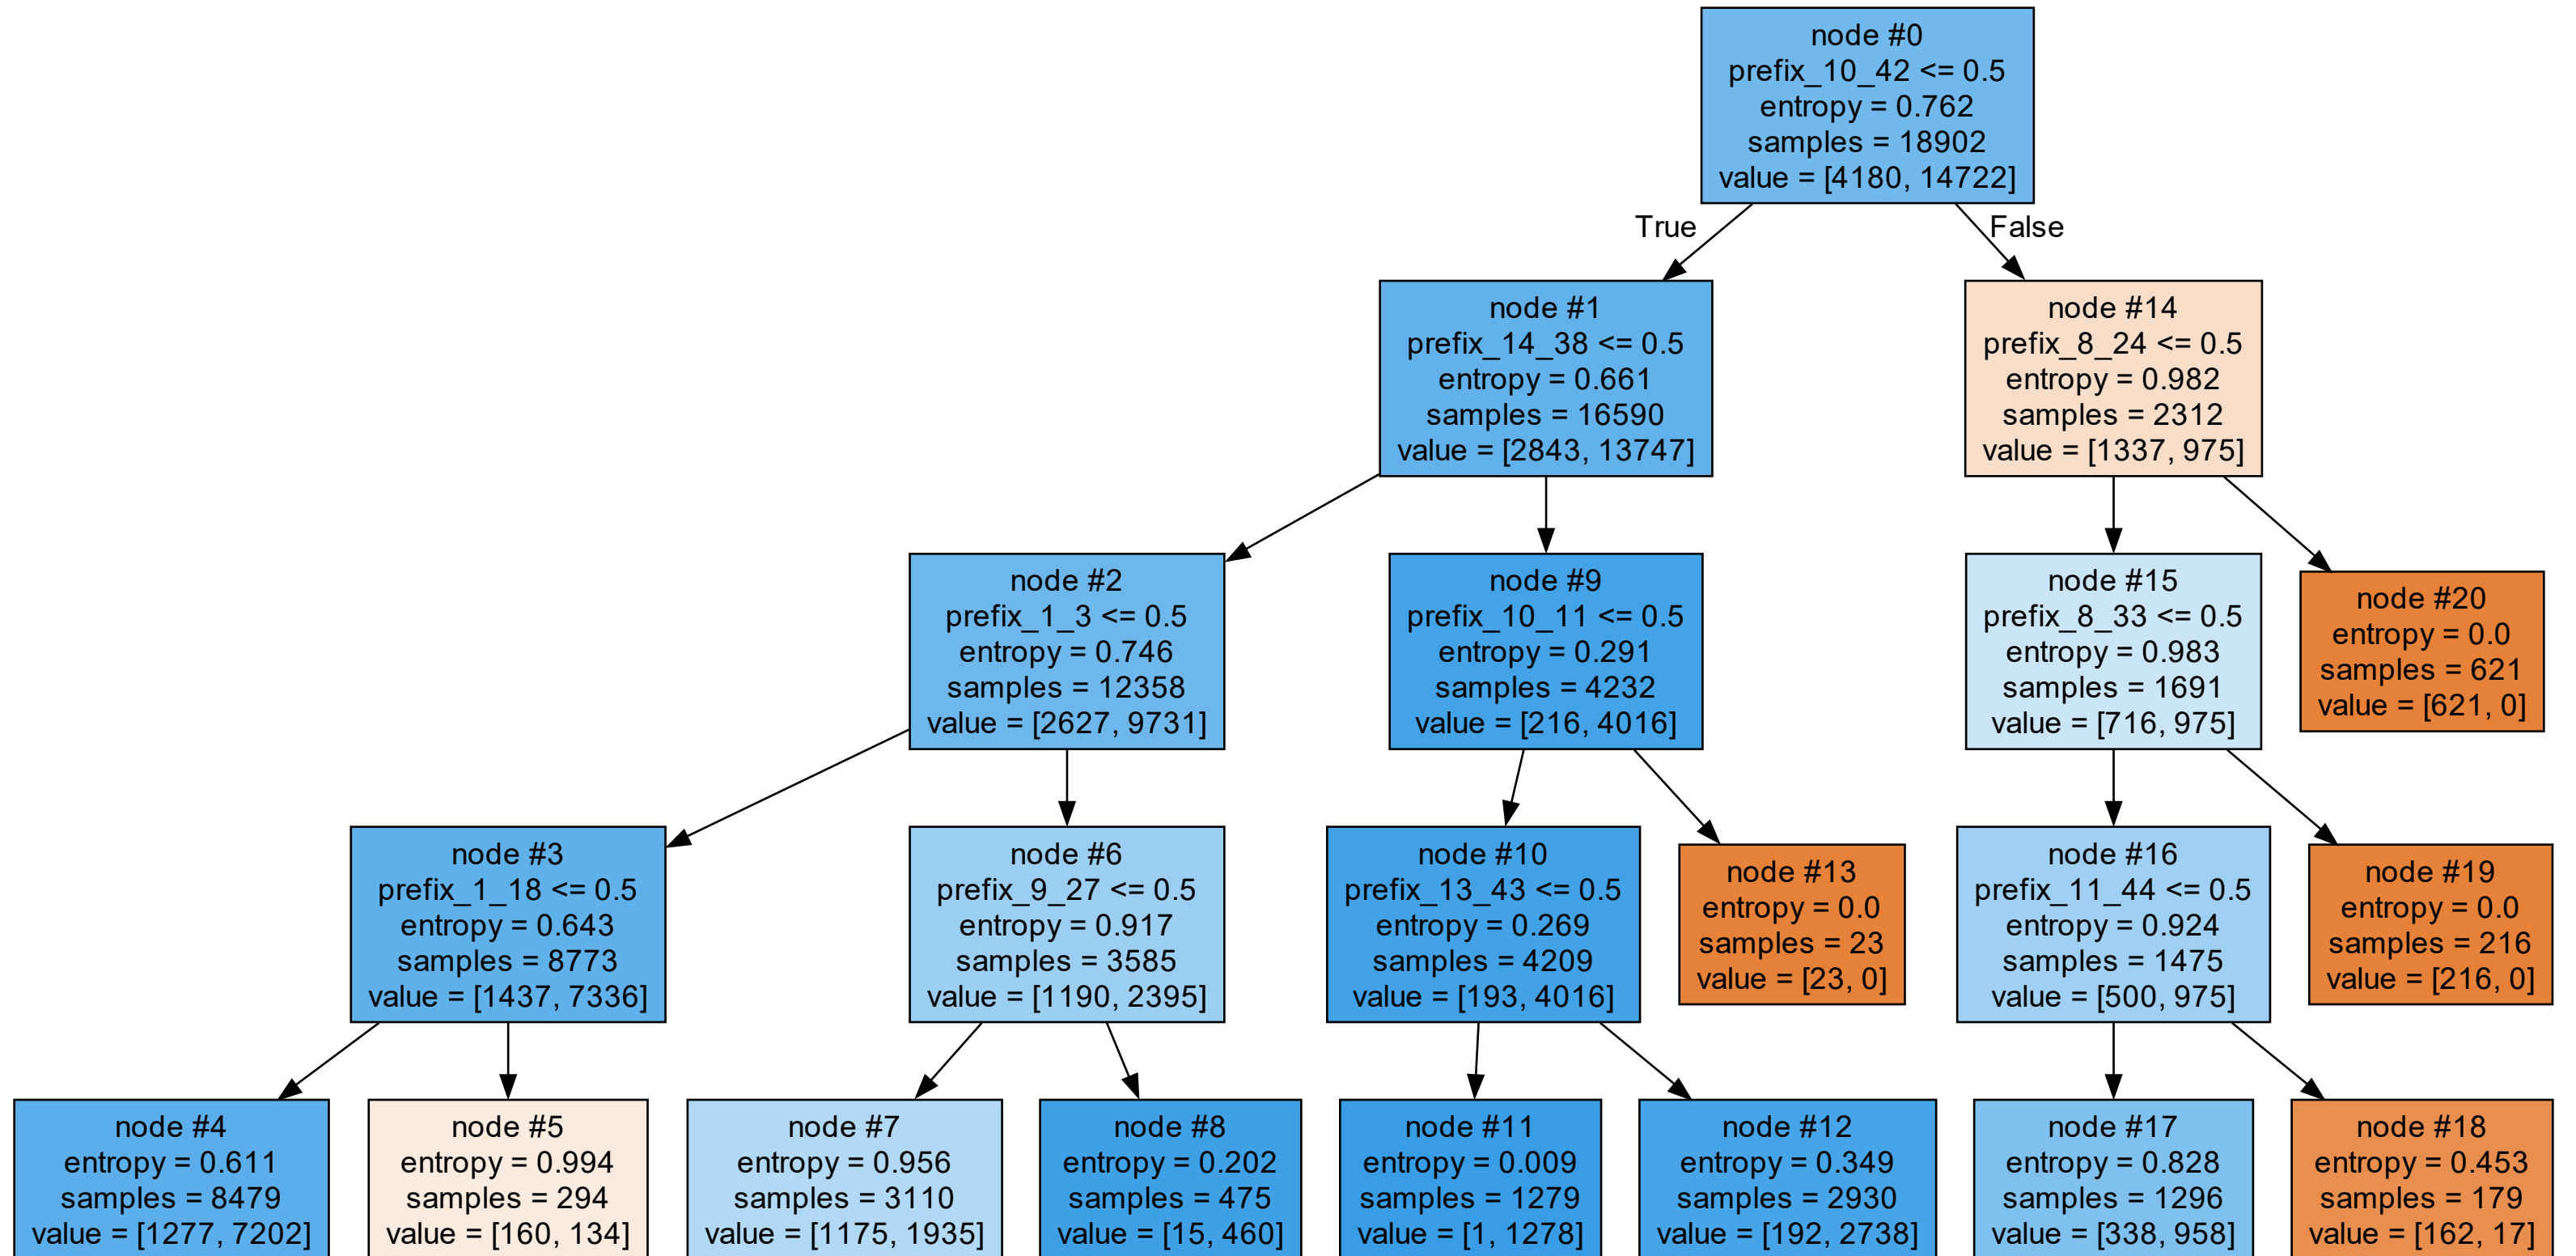 node #0
prefix_10_42 <= 0.5
entropy = 0.762
samples = 18902
value = [4180, 14722]
True
False
node #1
prefix_14_38 <= 0.5
entropy = 0.661
samples = 16590
value = [2843, 13747]
node #14
prefix_8_24 <= 0.5
entropy = 0.982
samples = 2312
value = [1337, 975]
node #2
prefix_1_3 <= 0.5
entropy = 0.746
samples = 12358
value = [2627, 9731]
node #9
prefix_10_11 <= 0.5
entropy = 0.291
samples = 4232
value = [216, 4016]
node #15
prefix_8_33 <= 0.5
entropy = 0.983
samples = 1691
value = [716, 975]
node #20
entropy = 0.0
samples = 621
value = [621, 0]
node #3
prefix_1_18 <= 0.5
entropy = 0.643
samples = 8773
value = [1437, 7336]
node #6
prefix_9_27 <= 0.5
entropy = 0.917
samples = 3585
value = [1190, 2395]
node #10
prefix_13_43 <= 0.5
entropy = 0.269
samples = 4209
value = [193, 4016]
node #13
entropy = 0.0
samples = 23
value = [23, 0]
node #16
prefix_11_44 <= 0.5
entropy = 0.924
samples = 1475
value = [500, 975]
node #19
entropy = 0.0
samples = 216
value = [216, 0]
node #4
entropy = 0.611
samples = 8479
value = [1277, 7202]
node #5
entropy = 0.994
samples = 294
value = [160, 134]
node #7
entropy = 0.956
samples = 3110
value = [1175, 1935]
node #8
entropy = 0.202
samples = 475
value = [15, 460]
node #11
entropy = 0.009
samples = 1279
value = [1, 1278]
node #12
entropy = 0.349
samples = 2930
value = [192, 2738]
node #17
entropy = 0.828
samples = 1296
value = [338, 958]
node #18
entropy = 0.453
samples = 179
value = [162, 17]